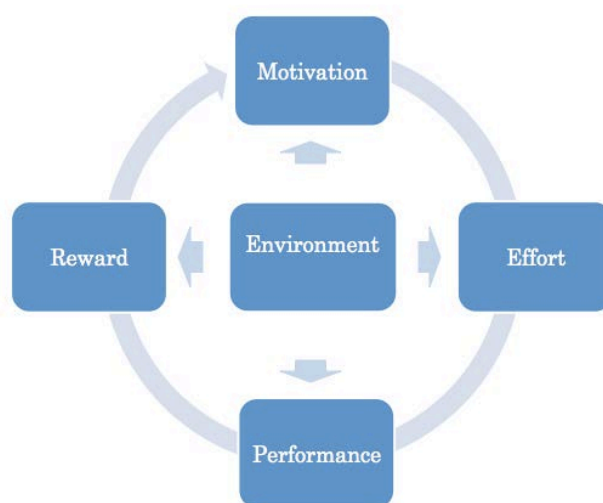 Motivation
Reward
Environment
Effort
Performance